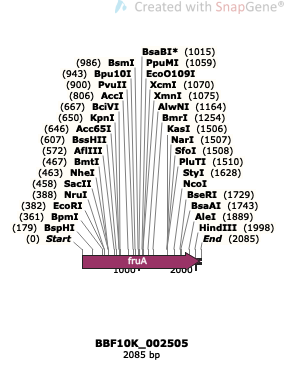 Created with SnapGene®
BsaBI* (1015)
(986) BsmI PpuMI (1059)
(943) Bpu10I EcoO109I
(900) PvuII XcmI (1070)
(806) AccI XmnI (1075)
(667) BciVI AlwNI (1164)
(650) KpnI BmrI (1254)
(646) Acc65I KasI (1506)
(607) BssHII NarI (1507)
(572) AflIII SfoI (1508)
(467) BmtI PluTI (1510)
(463) NheI StyI (1628)
(458) SacII NcoI
(388) NruI BseRI (1729)
(382) EcoRI BsaAI (1743)
(361) BpmI AleI (1889)
(179) BspHI HindIII (1998)
(0) Start End (2085)
fruA
1000 2000
BBF10K_002505
2085 bp